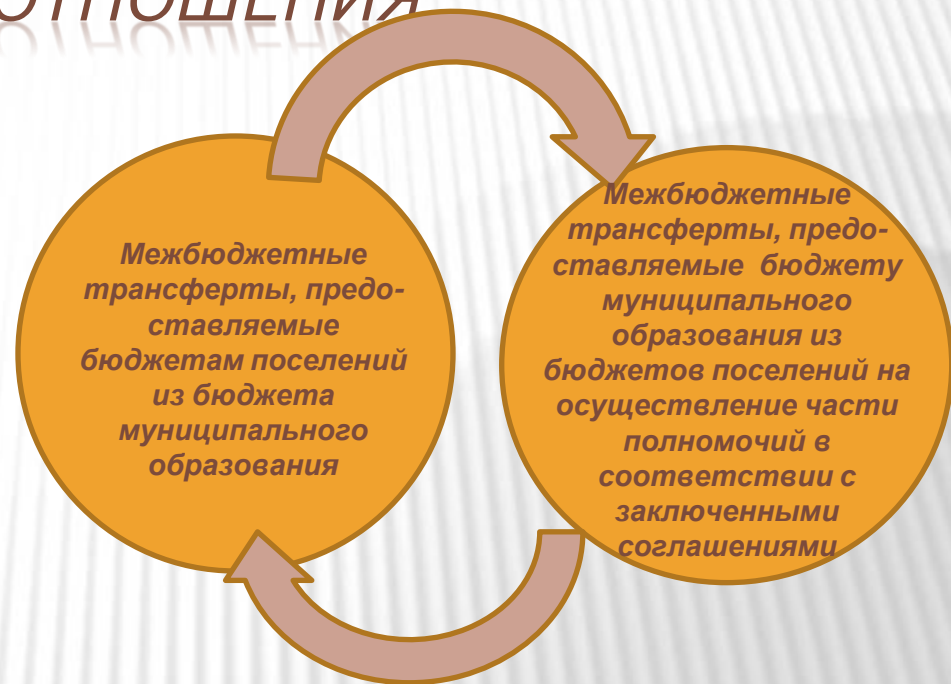 ОТНОШЕНИЯ
Межбюджетные
трансферты, предо-
ставляемые
бюджетам поселений
из бюджета
муниципального
образования
Межбюджетные
трансферты, предо-
ставляемые бюджету
муниципального
образования из
бюджетов поселений на
осуществление части
полномочий в
соответствии с
заключенными
соглашениями